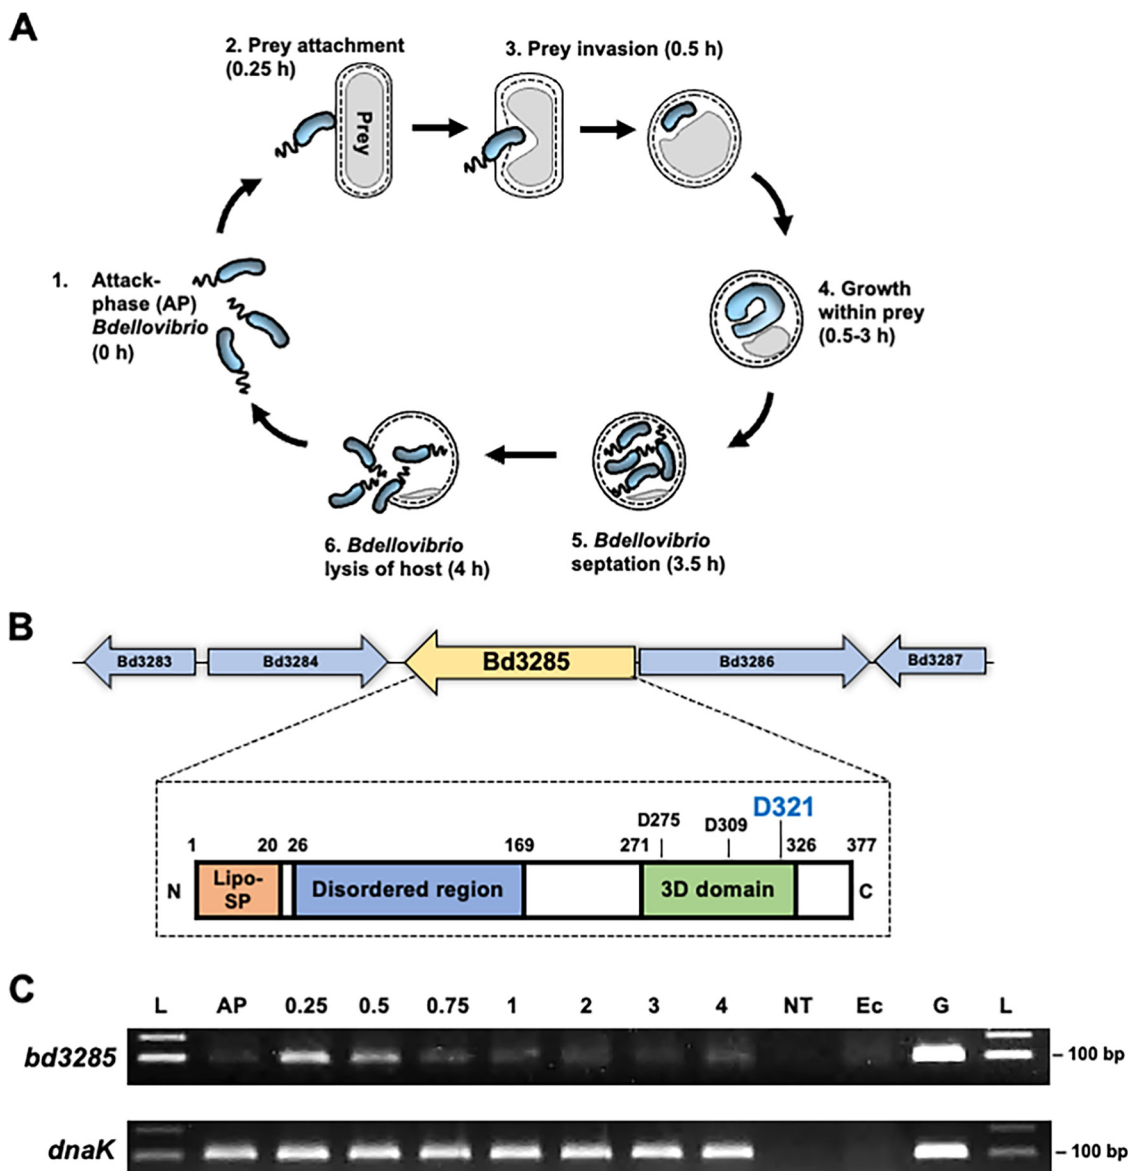 A
2. Prey attachment
(0.25 h)
3. Prey invasion (0.5 h)
Prey
1. Attack-
phase (AP)
Bdellovibrio
(0 h)
4. Growth
within prey
(0.5-3 h)
6. Bdellovibrio
lysis of host (4 h)
5. Bdellovibrio
septation (3.5 h)
B
Bd3283 Bd3284 Bd3285 Bd3286 Bd3287
D275 D309 D321
1 20 26 169 271 326 377
N Lipo-
SP Disordered region 3D domain C
C
L AP 0.25 0.5 0.75 1 2 3 4 NT Ec G L
bd3285 – 100 bp
dnaK – 100 bp